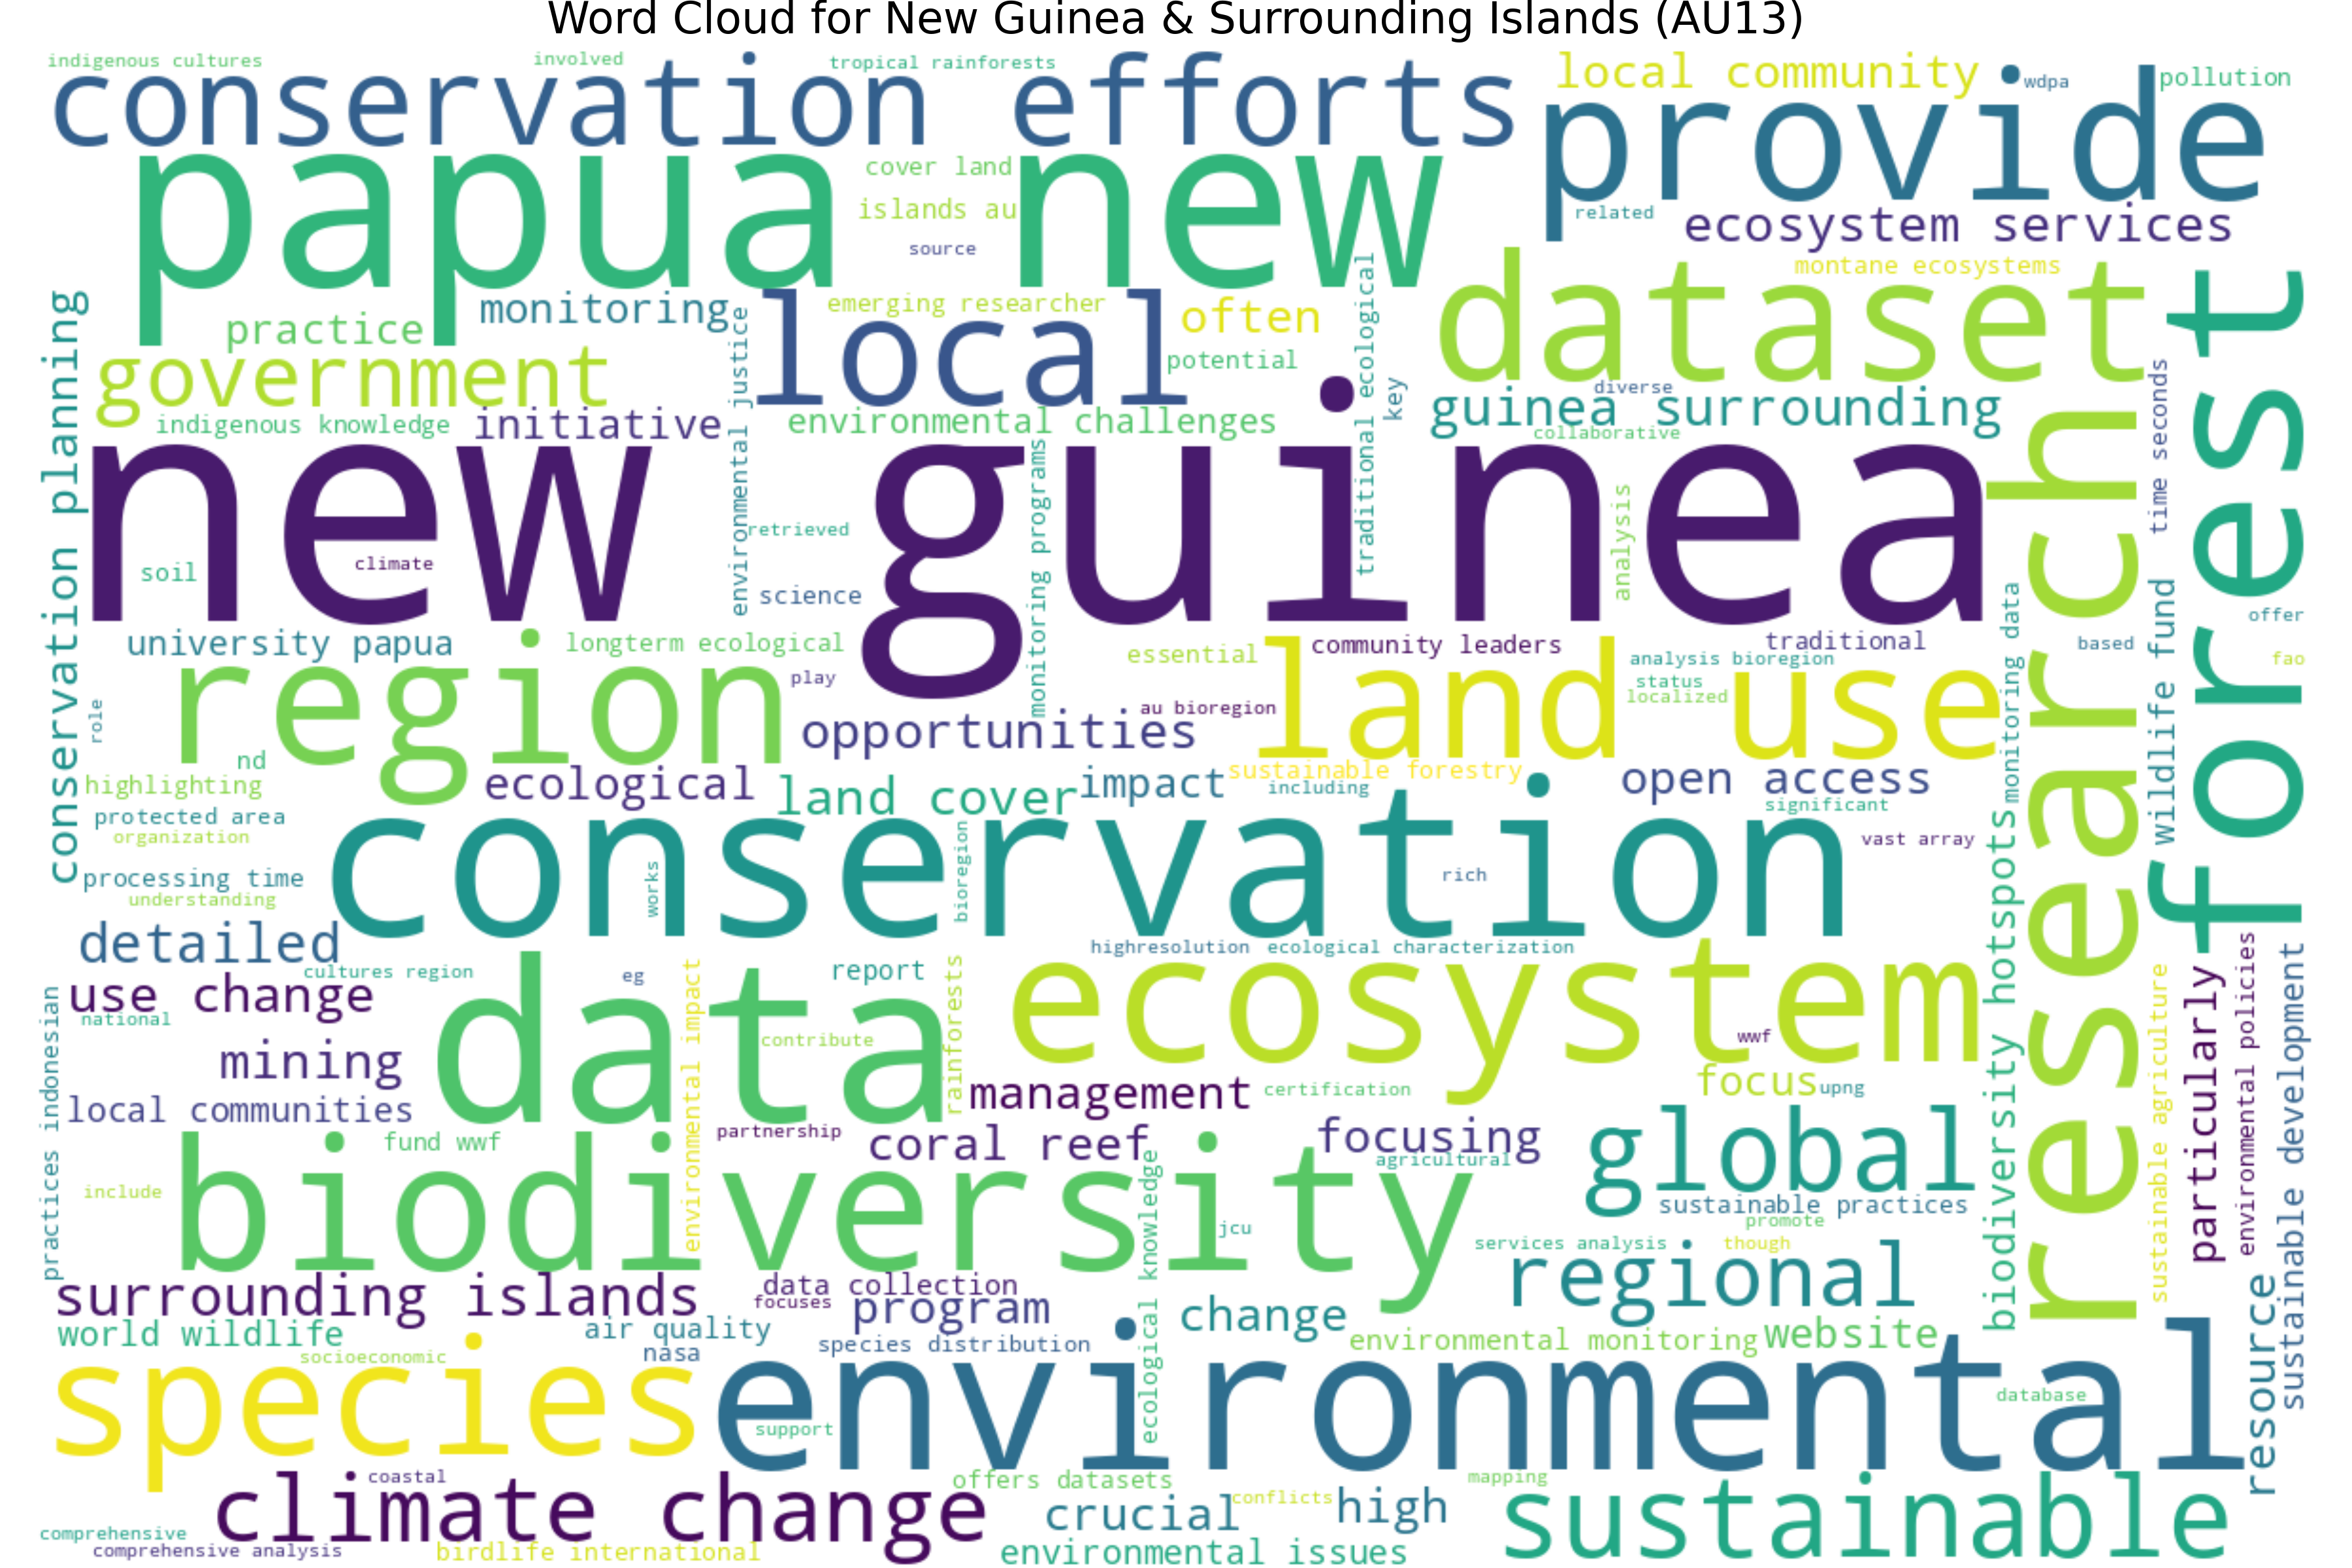 Word Cloud for New Guinea & Surrounding Islands (AU13)
indigenous cultures
involved
tropical rainforests
conservation efforts
local community
wdpa
pollution
provide
papua new
cover land
islands au
source
related
ecosystem services
montane ecosystems
dataset
forest
conservation planning
practice
monitoring
environmental justice
emerging researcher
local
often
potential
traditional ecological
key
government
diverse
guinea surrounding
collaborative
time seconds
indigenous knowledge
initiative
environmental challenges
new guinea
research
monitoring programs
analysis
retrieved
soil
climate
science
university papua
longterm ecological
essential
community leaders
traditional
monitoring data
based
wildlife fund
offer
fao
region
play
analysis bioregion
status
localized
land use
role
au bioregion
opportunities
nd
highlighting
ecological
land cover
impact
sustainable forestry
including
open access
significant
protected area
organization
vast array
conservation
works
bioregion
rich
biodiversity hotspots
processing time
understanding
detailed
highresolution
ecological characterization
cultures region
eg
report
rainforests
use change
national
data
ecosystem
wwf
contribute
environmental impact
practices indonesian
mining
management
certification
focus
upng
local communities
partnership
fund wwf
coral reef
focusing
agricultural
global
sustainable agriculture
particularly
environmental policies
sustainable development
include
biodiversity
jcu
ecological knowledge
sustainable practices
promote
services analysis
though
regional
surrounding islands
data collection
focuses
program
change
world wildlife
air quality
nasa
species distribution
environmental monitoring
website
resource
socioeconomic
species
environmental
database
support
coastal
climate change
offers datasets
crucial
conflicts
high
mapping
sustainable
comprehensive
comprehensive analysis
birdlife international
environmental issues